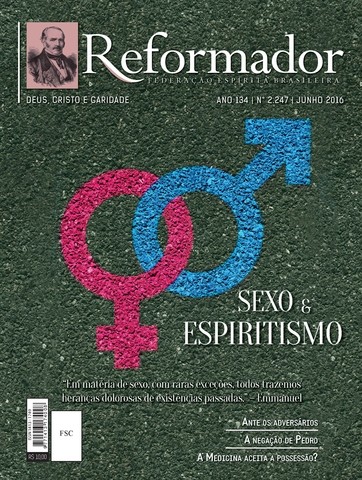 Reformador
FEDERAÇÃO ESPÍRITA BRASILEIRA
DEUS, CRISTO E CARIDADE
ANO 134 | Nº 2.247 | JUNHO 2016
SEXO &
ESPIRITISMO
"Em matéria de sexo, com raras exceções, todos trazemos
heranças dolorosas de existências passadas." – Emmanuel
ANTE OS ADVERSÁRIOS
A NEGAÇÃO DE PEDRO
A MEDICINA ACEITA A POSSESSÃO?
FSC
R$ 10,00